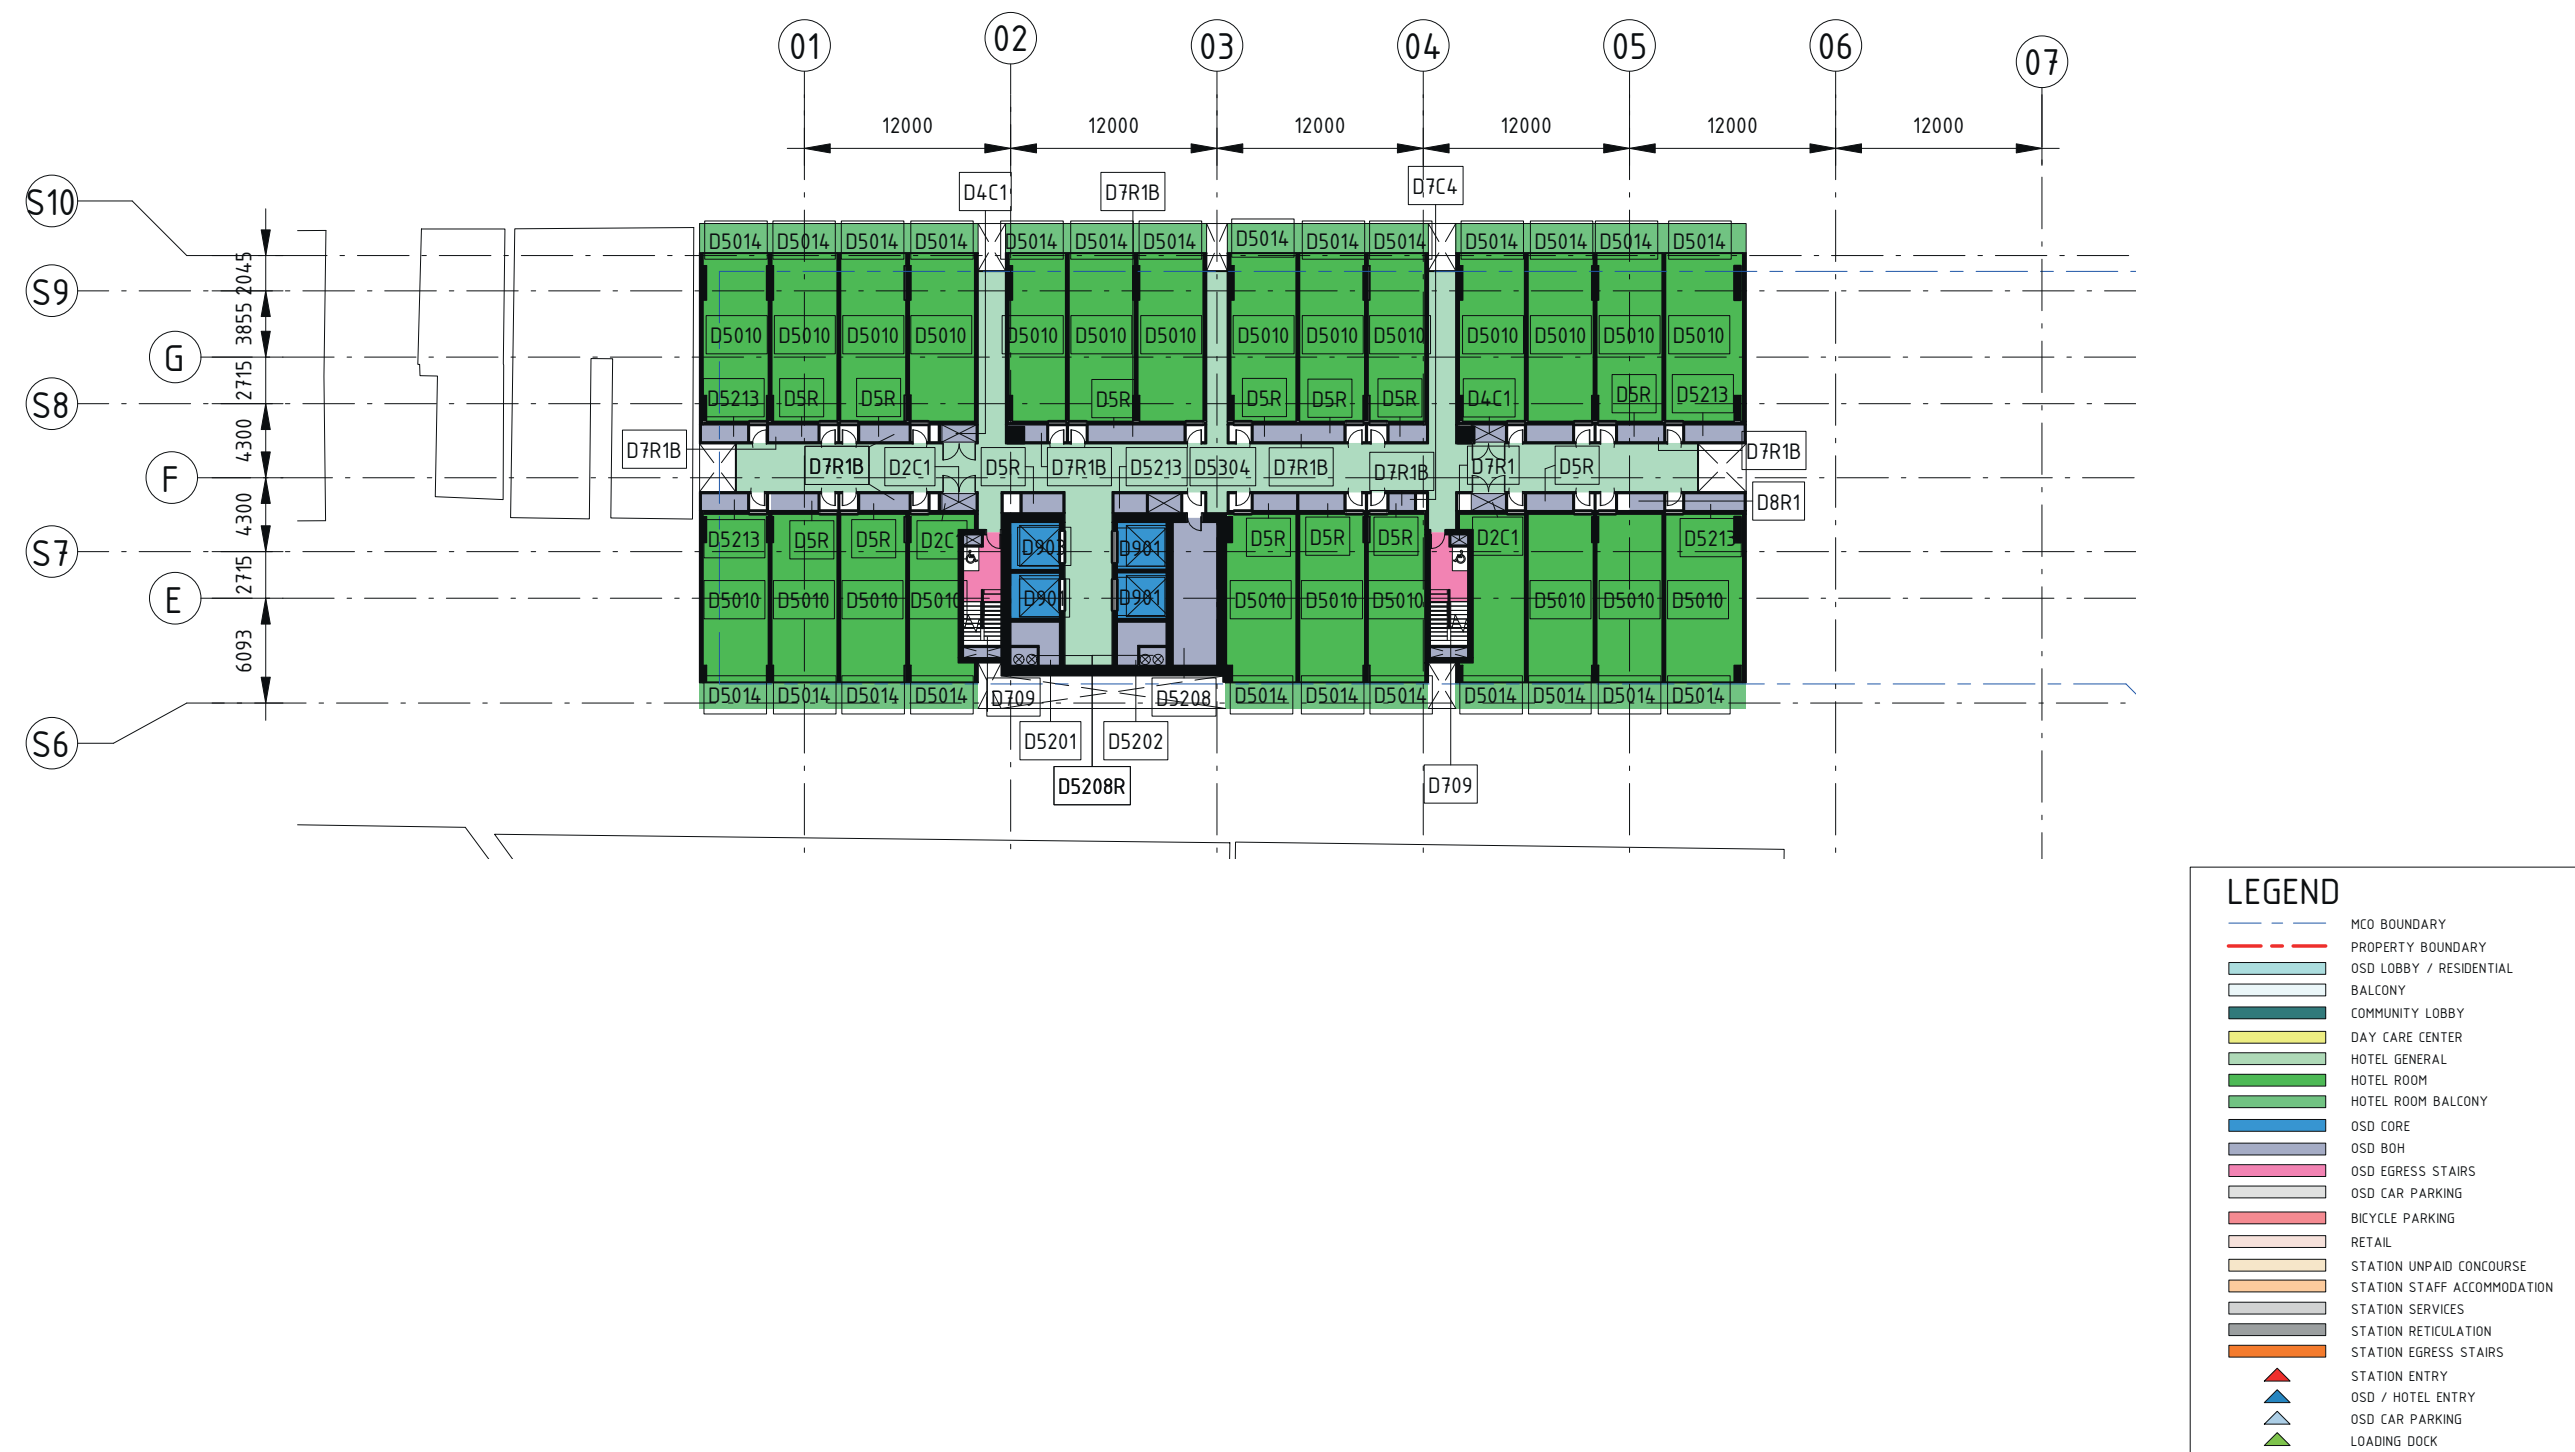 01 02 03 04 05 06 07
12000 12000 12000 12000 12000 12000
S10
S9
G
S8
F
S7
E
S6
2045
3855
2715
4300
4300
2715
6093
D4C1 D7R1B D7C4
D5014 D5014 D5014 D5014 D5014 D5014 D5014 D5014 D5014 D5014 D5014 D5014 D5014 D5014
D5010 D5010 D5010 D5010 D5010 D5010 D5010 D5010 D5010 D5010 D5010 D5010 D5010 D5010
D5213 D5R D5R D5R D5R D5R D5R D4C1 D5R D5213
D7R1B D7R1B D2C1 D5R D7R1B D5213 D5304 D7R1B D7R1B D7R1 D5R D7R1B
D8R1
D5213 D5R D5R D2C1 D903 D901 D5R D5R D5R D2C1 D5213
D5010 D5010 D5010 D5010 D901 D901 D5010 D5010 D5010 D5010 D5010 D5010
D5014 D5014 D5014 D5014 D709 D5208 D5014 D5014 D5014 D5014 D5014 D5014 D5014
D5201 D5202
D5208R D709
LEGEND
MCO BOUNDARY
PROPERTY BOUNDARY
OSD LOBBY / RESIDENTIAL
BALCONY
COMMUNITY LOBBY
DAY CARE CENTER
HOTEL GENERAL
HOTEL ROOM
HOTEL ROOM BALCONY
OSD CORE
OSD BOH
OSD EGRESS STAIRS
OSD CAR PARKING
BICYCLE PARKING
RETAIL
STATION UNPAID CONCOURSE
STATION STAFF ACCOMMODATION
STATION SERVICES
STATION RETICULATION
STATION EGRESS STAIRS
STATION ENTRY
OSD / HOTEL ENTRY
OSD CAR PARKING
LOADING DOCK